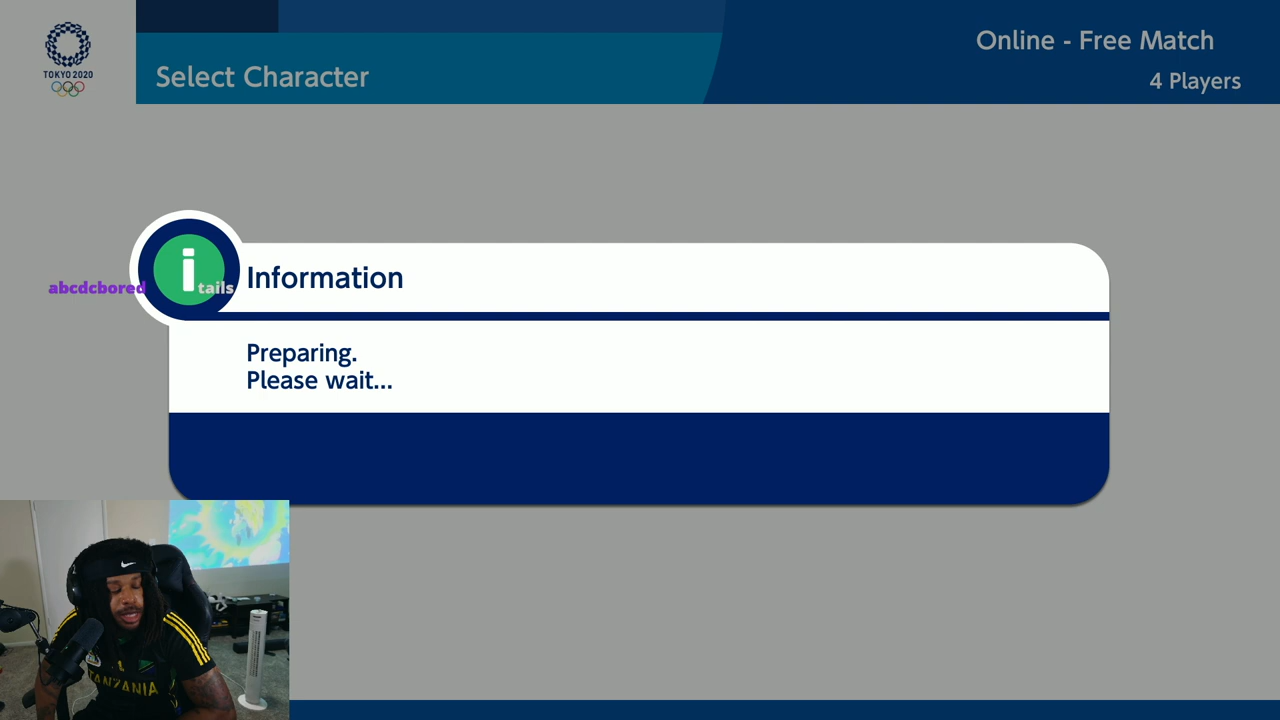 TOKYO 2020
Select Character
Online - Free Match
4 Players
Information
abcdcbored tails
Preparing.
Please wait...
TANZANIA